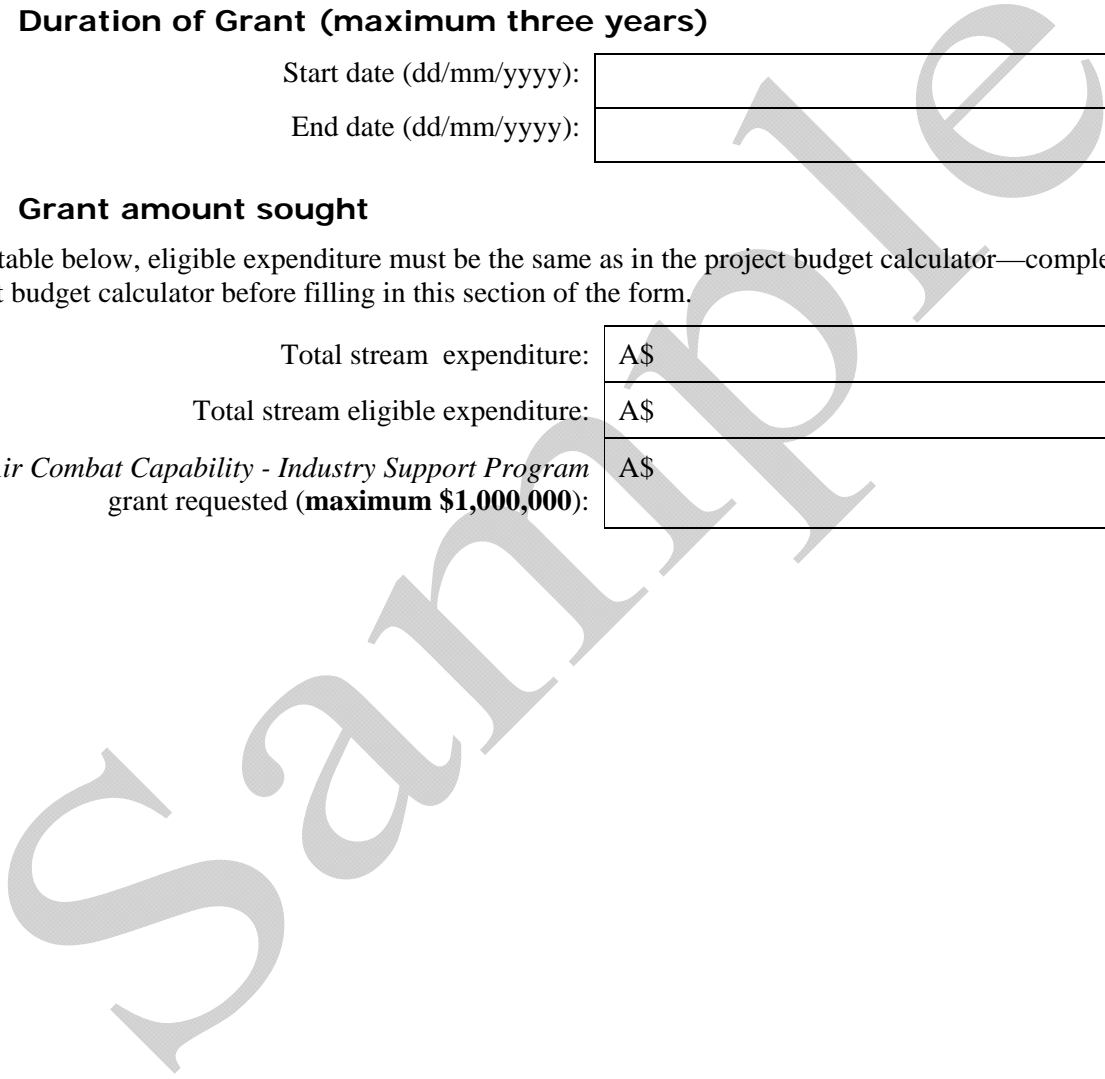 Duration of Grant (maximum three years)
Start date (dd/mm/yyyy):
End date (dd/mm/yyyy):
Grant amount sought
table below, eligible expenditure must be the same as in the project budget calculator—comple
t budget calculator before filling in this section of the form.
Total stream expenditure: A$
Total stream eligible expenditure: A$
ir Combat Capability - Industry Support Program A$
grant requested (maximum $1,000,000):
Sample